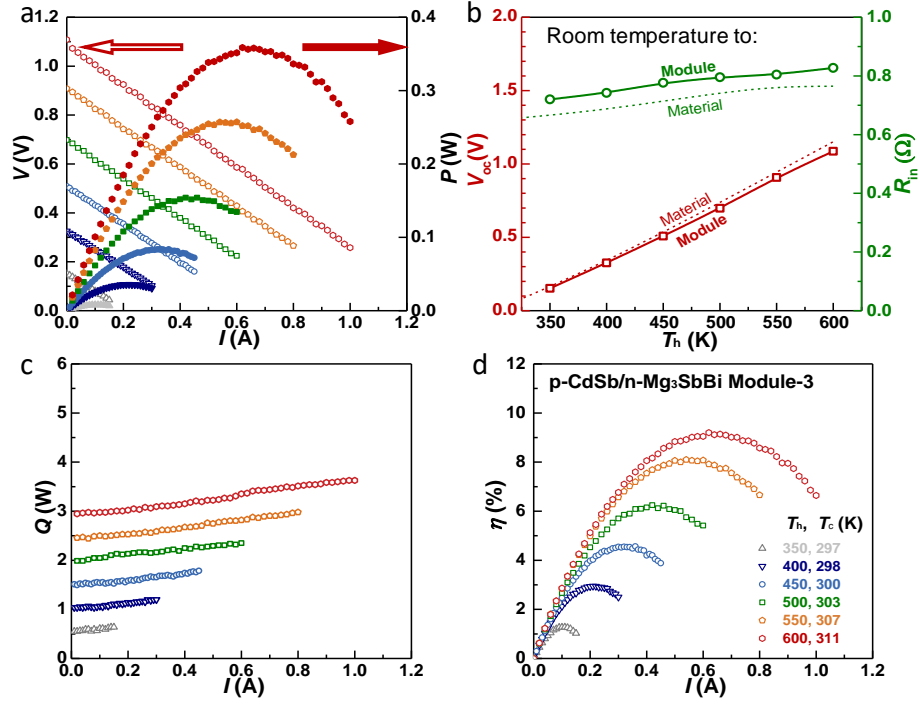 a
1.2
1.0
0.8
0.6
0.4
0.2
0.0
V (V)
0.4
0.3
0.2
0.1
0.0
P (W)
0.0 0.2 0.4 0.6 0.8 1.0 1.2
I (A)
b
Room temperature to:
2.0
1.5
1.0
0.5
0.0
Voc(V)
1.0
0.8
0.6
0.4
0.2
0.0
Rin (Ω)
Module
Material
Material
Module
350 400 450 500 550 600
Th (K)
c
6
5
4
3
2
1
0
Q (W)
0.0 0.2 0.4 0.6 0.8 1.0 1.2
I (A)
d
p-CdSb/n-Mg3SbBi Module-3
12
10
8
6
4
2
0
η (%)
Th, Tc (K)
350, 297
400, 298
450, 300
500, 303
550, 307
600, 311
0.0 0.2 0.4 0.6 0.8 1.0 1.2
I (A)